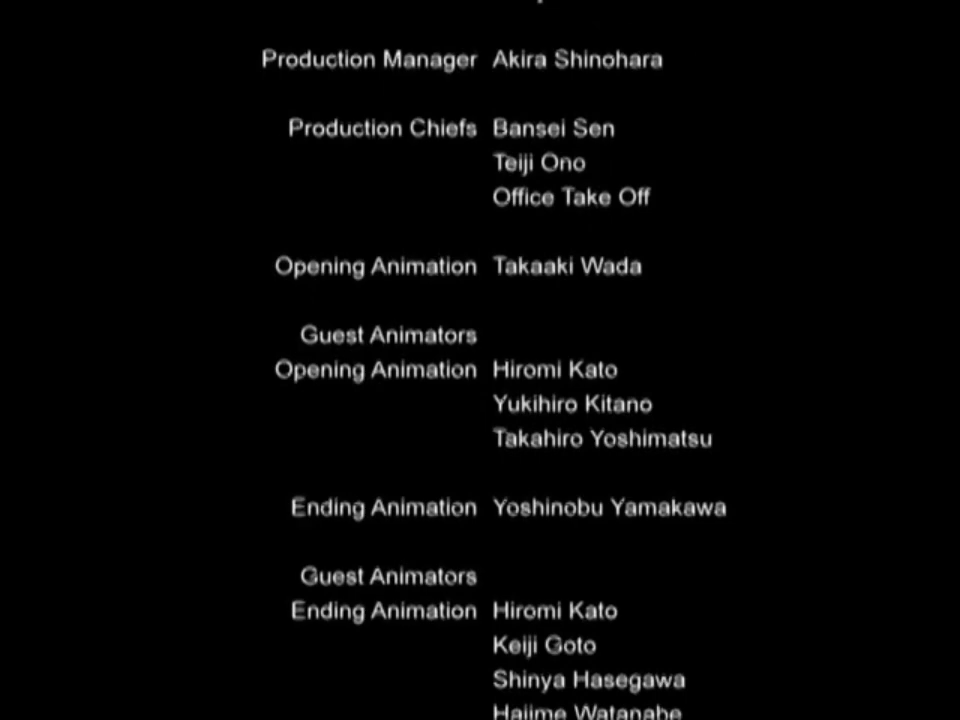 Production Manager Akira Shinohara
Production Chiefs Bansei Sen
Teiji Ono
Office Take Off
Opening Animation Takaaki Wada
Guest Animators
Opening Animation Hiromi Kato
Yukihiro Kitano
Takahiro Yoshimatsu
Ending Animation Yoshinobu Yamakawa
Guest Animators
Ending Animation Hiromi Kato
Keiji Goto
Shinya Hasegawa
Hajime Watanabe